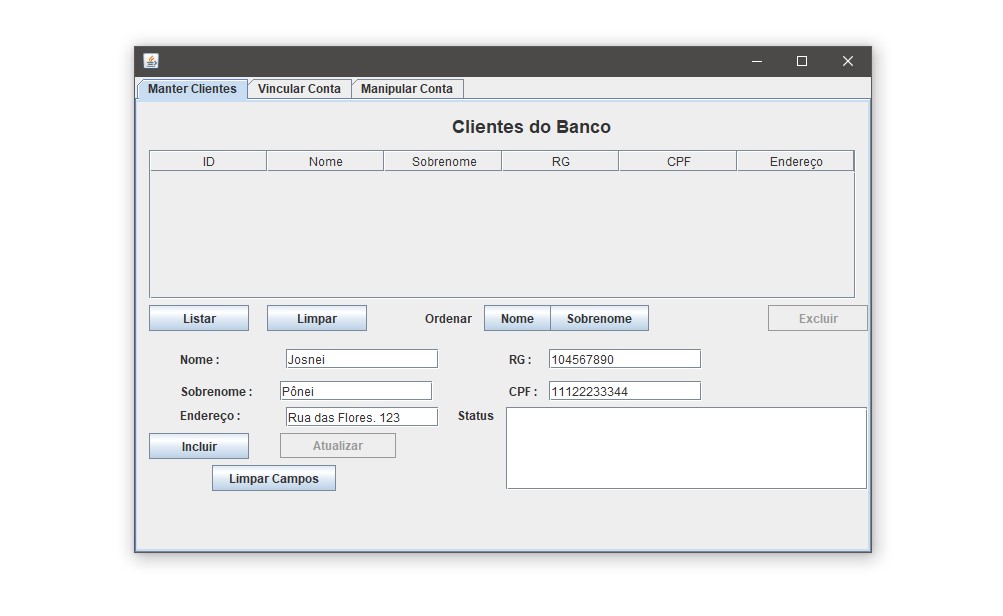 Manter Clientes Vincular Conta Manipular Conta
Clientes do Banco
ID Nome Sobrenome RG CPF Endereço
Listar Limpar Ordenar Nome Sobrenome Excluir
Nome : Josnei RG : 104567890
Sobrenome : Pônei CPF : 11122233344
Endereço : Rua das Flores. 123 Status
Incluir Atualizar
Limpar Campos